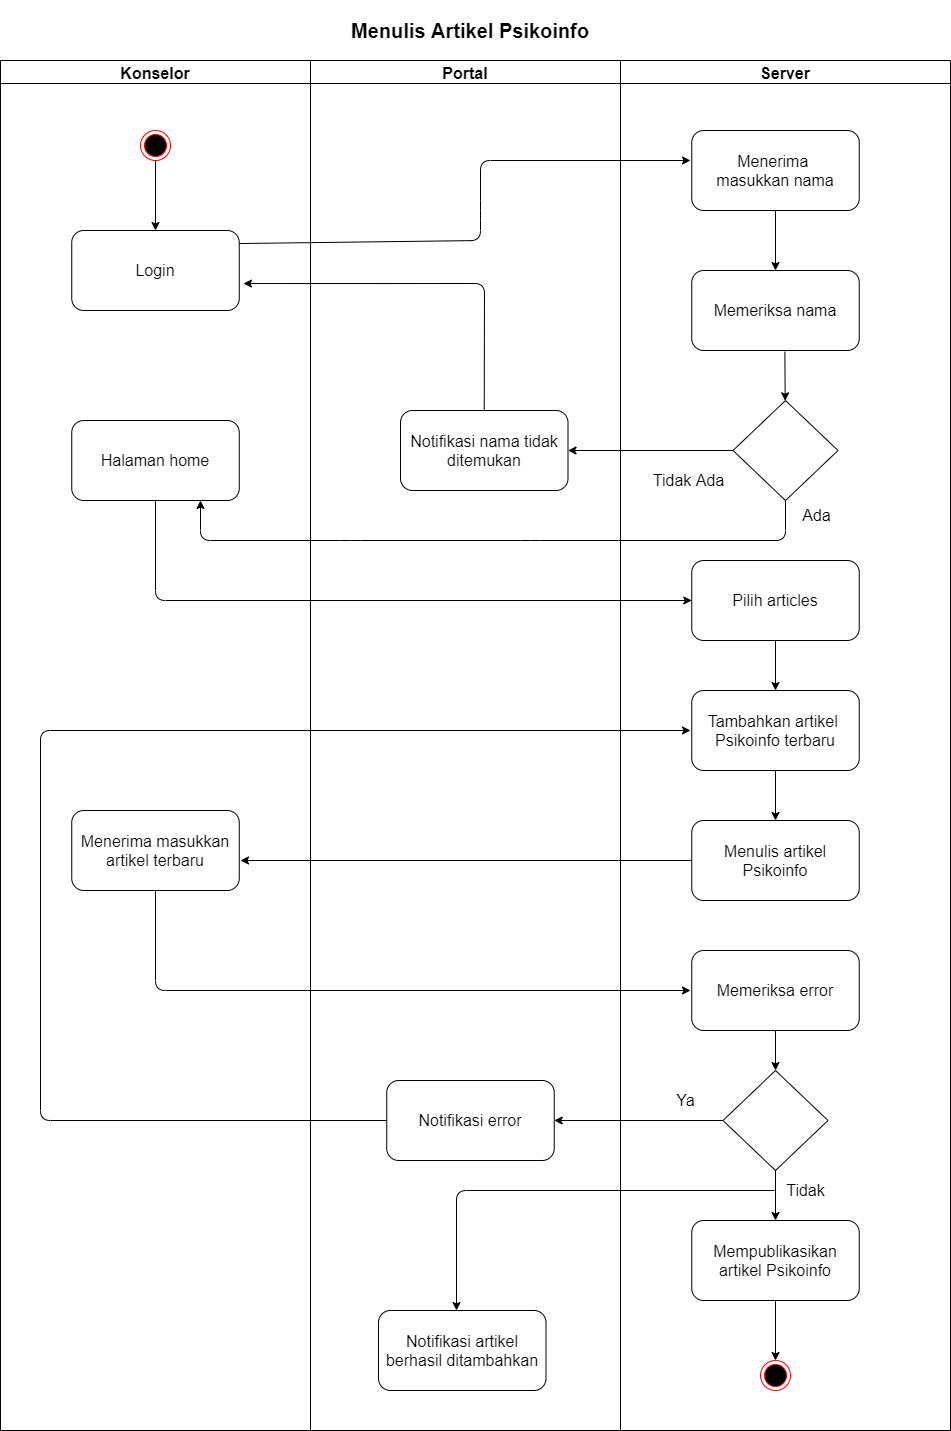 Menulis Artikel Psikoinfo
Konselor
Portal
Server
Menerima
masukkan nama
Login
Memeriksa nama
Halaman home
Notifikasi nama tidak
ditemukan
Tidak Ada
Ada
Pilih articles
Tambahkan artikel
Psikoinfo terbaru
Menerima masukkan
artikel terbaru
Menulis artikel
Psikoinfo
Memeriksa error
Notifikasi error
Ya
Tidak
Mempublikasikan
artikel Psikoinfo
Notifikasi artikel
berhasil ditambahkan